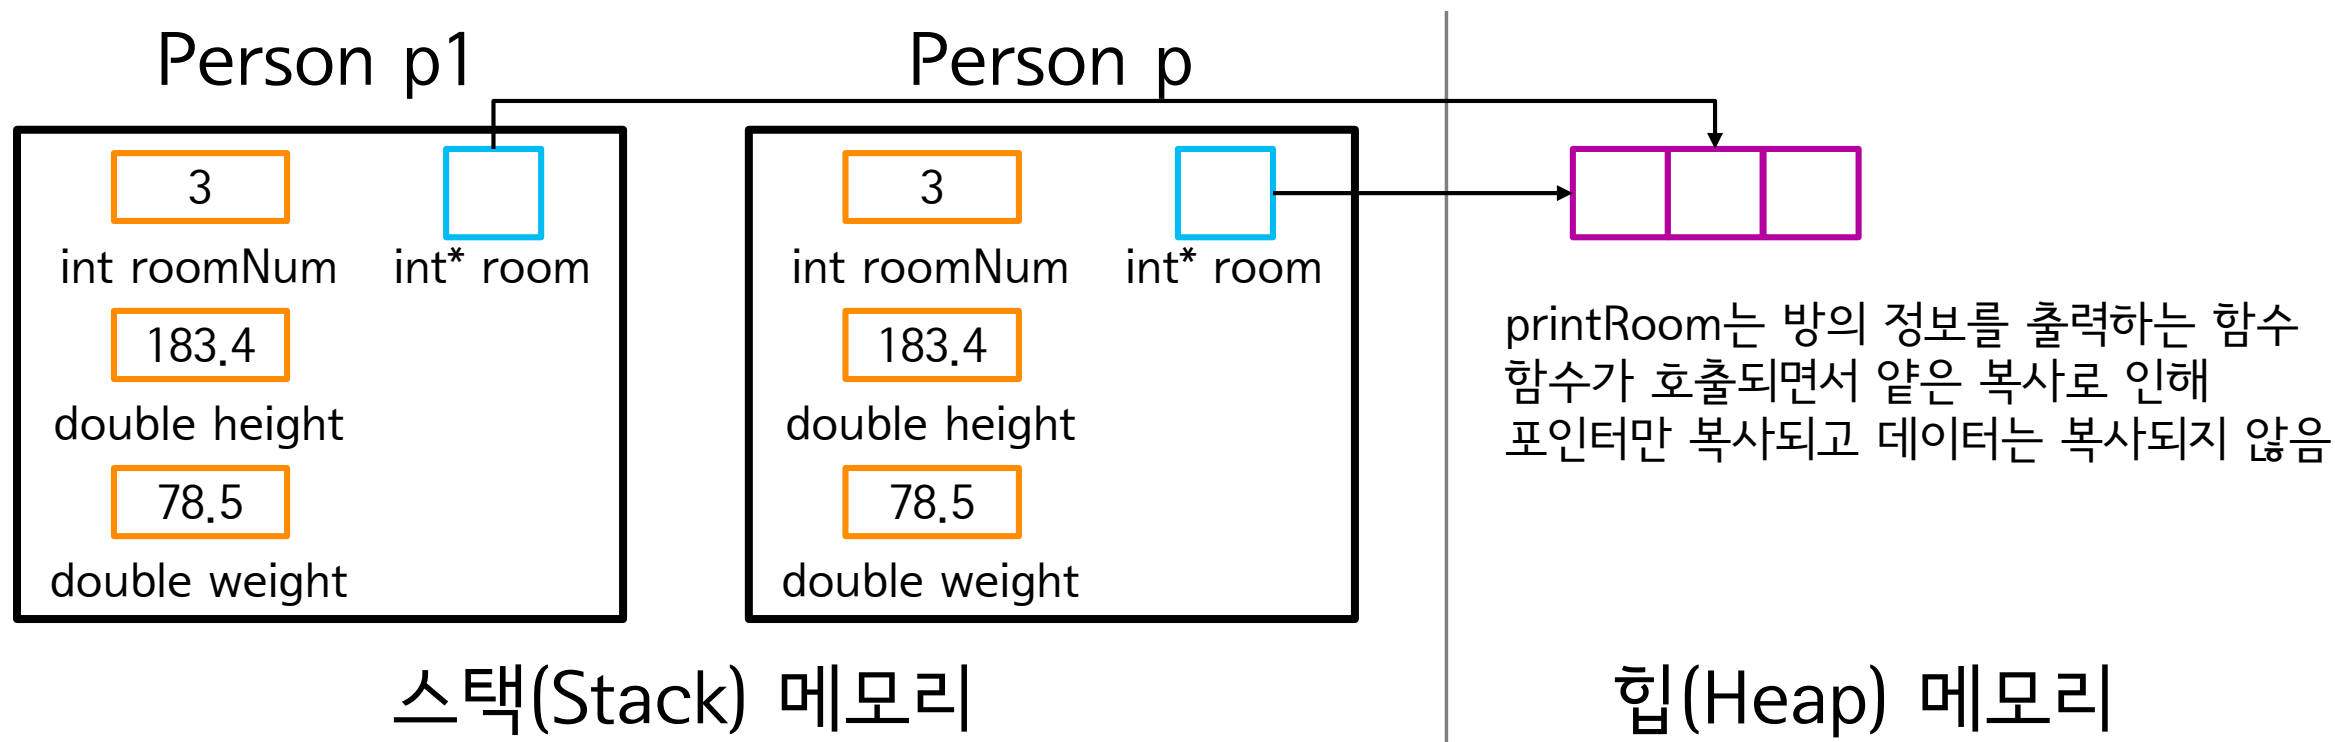 Person p1
Person p
3
int roomNum
int* room
183.4
double height
78.5
double weight
3
int roomNum
int* room
183.4
double height
78.5
double weight
printRoom는 방의 정보를 출력하는 함수
함수가 호출되면서 얕은 복사로 인해
포인터만 복사되고 데이터는 복사되지 않음
스택(Stack) 메모리
힙(Heap) 메모리